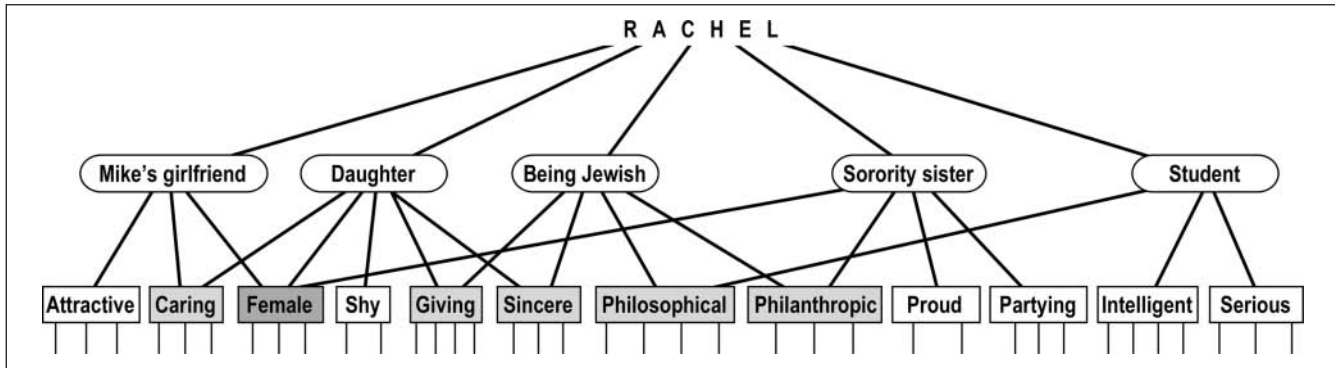 R A C H E L
Mike's girlfriend Daughter Being Jewish Sorority sister Student
Attractive Caring Female Shy Giving Sincere Philosophical Philanthropic Proud Partying Intelligent Serious